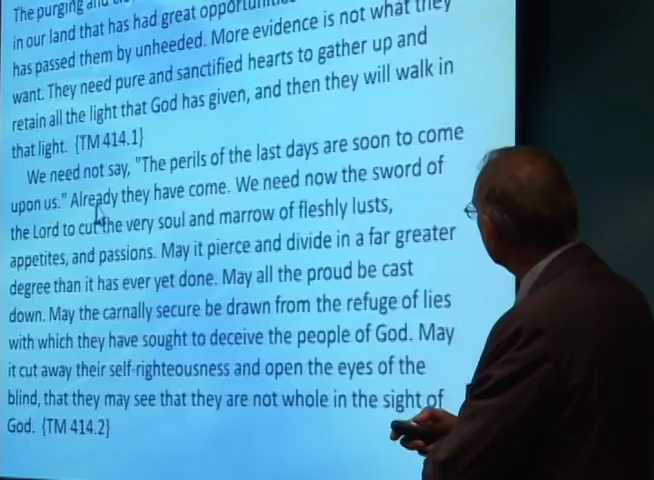 The purging and
in our land that has had great opportunities
has passed them by unheeded. More evidence is not what they
want. They need pure and sanctified hearts to gather up and
retain all the light that God has given, and then they will walk in
that light. {TM 414.1}
We need not say, "The perils of the last days are soon to come
upon us." Already they have come. We need now the sword of
the Lord to cut the very soul and marrow of fleshly lusts,
appetites, and passions. May it pierce and divide in a far greater
degree than it has ever yet done. May all the proud be cast
down. May the carnally secure be drawn from the refuge of lies
with which they have sought to deceive the people of God. May
it cut away their self-righteousness and open the eyes of the
blind, that they may see that they are not whole in the sight of
God. {TM 414.2}